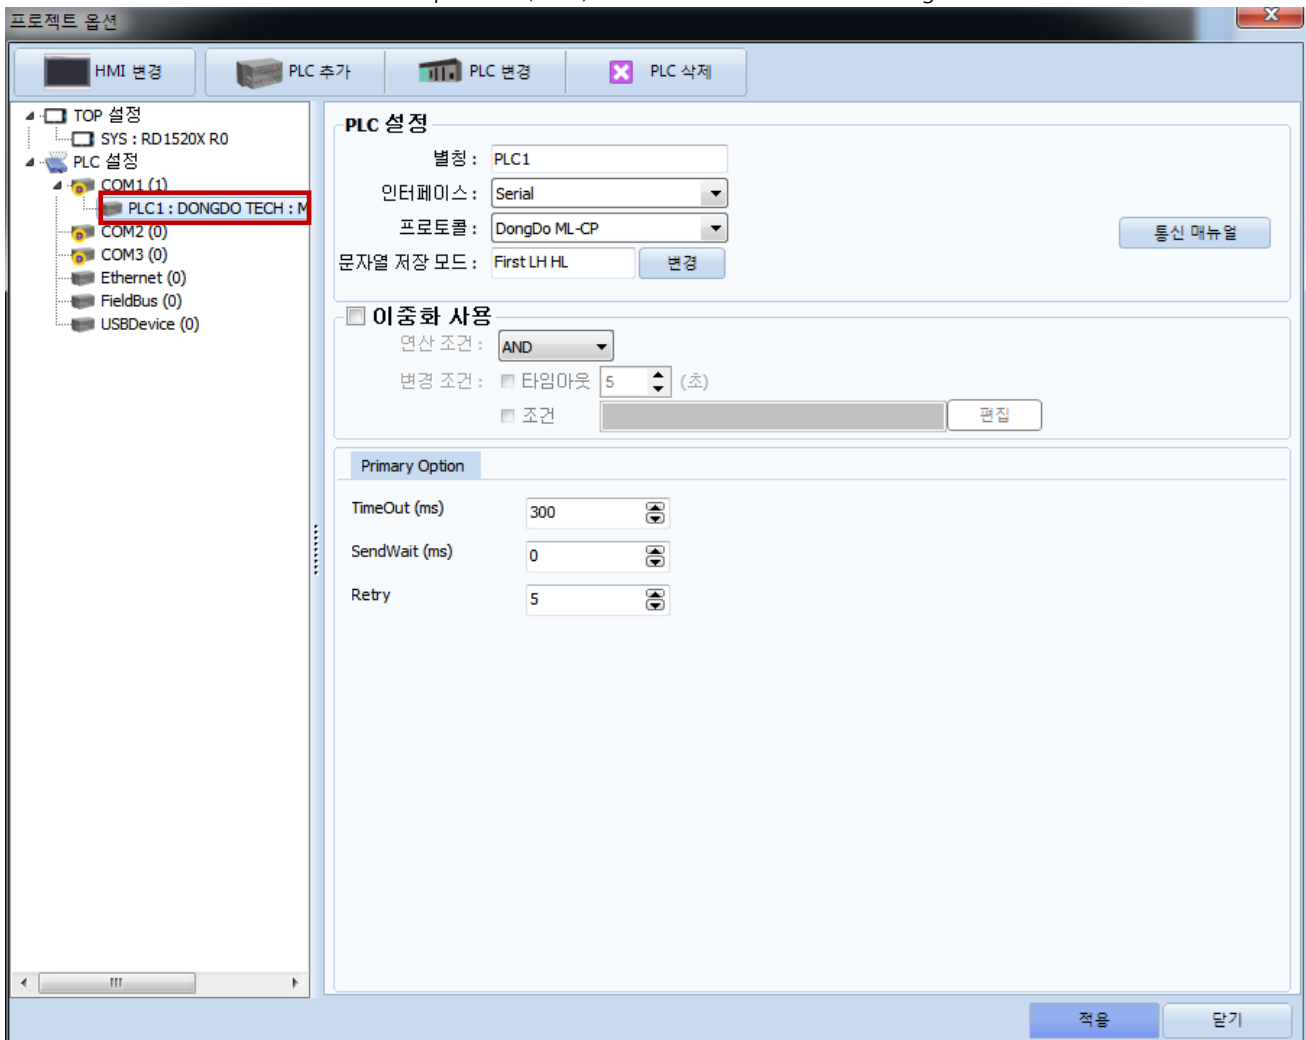 프로젝트 옵션
X
HMI 변경
PLC 추가
PLC 변경
PLC 삭제
TOP 설정
SYS : RD1520X R0
PLC 설정
COM1 (1)
PLC1 : DONGDO TECH : M
COM2 (0)
COM3 (0)
Ethernet (0)
FieldBus (0)
USBDevice (0)
PLC 설정
별칭 : PLC1
인터페이스 : Serial
프로토콜 : DongDo ML-CP
통신 매뉴얼
문자열 저장 모드 : First LH HL 변경
이중화 사용
연산 조건 : AND
변경 조건 : 타임아웃 5 (초)
조건 편집
Primary Option
TimeOut (ms) 300
SendWait (ms) 0
Retry 5
적용 닫기